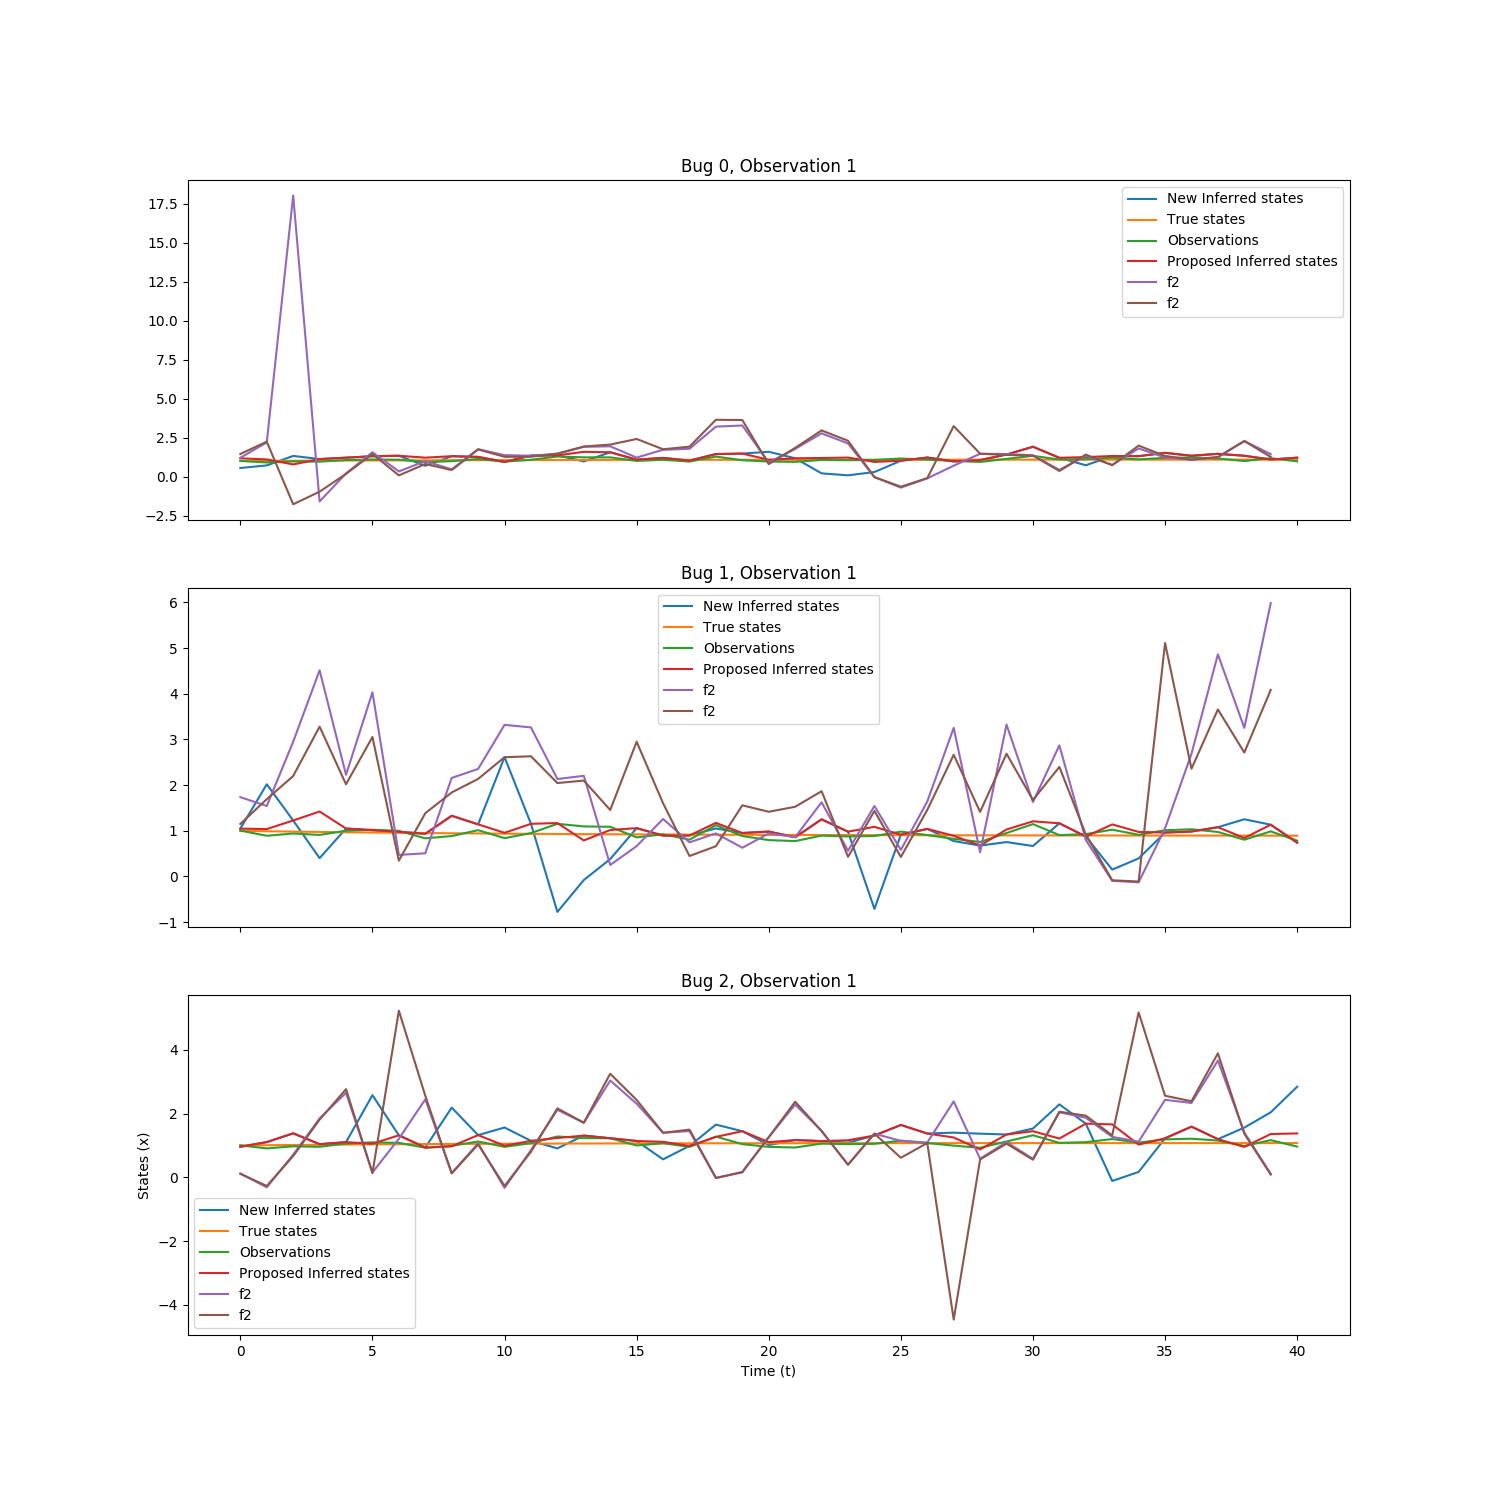 Bug 0, Observation 1
17.5
15.0
12.5
10.0
7.5
5.0
2.5
0.0
−2.5
New Inferred states
True states
Observations
Proposed Inferred states
f2
f2
Bug 1, Observation 1
6
5
4
3
2
1
0
−1
New Inferred states
True states
Observations
Proposed Inferred states
f2
f2
Bug 2, Observation 1
States (x)
4
2
0
−2
−4
New Inferred states
True states
Observations
Proposed Inferred states
f2
f2
0 5 10 15 20 25 30 35 40
Time (t)